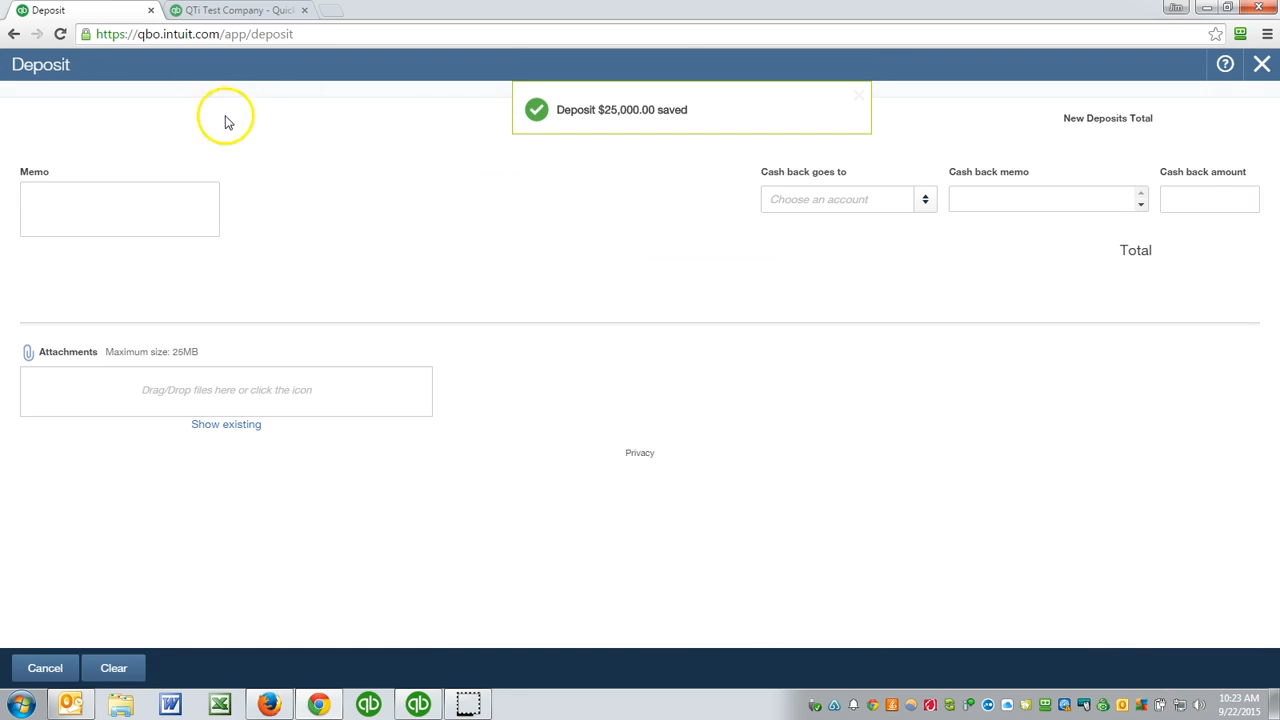 Deposit
QTi Test Company - Quick
https://qbo.intuit.com/app/deposit
Jim
Deposit
Deposit $25,000.00 saved
New Deposits Total
Memo
Cash back goes to
Cash back memo
Cash back amount
Choose an account
Total
Attachments Maximum size: 25MB
Drag/Drop files here or click the icon
Show existing
Privacy
Cancel
Clear
10:23 AM
9/22/2015